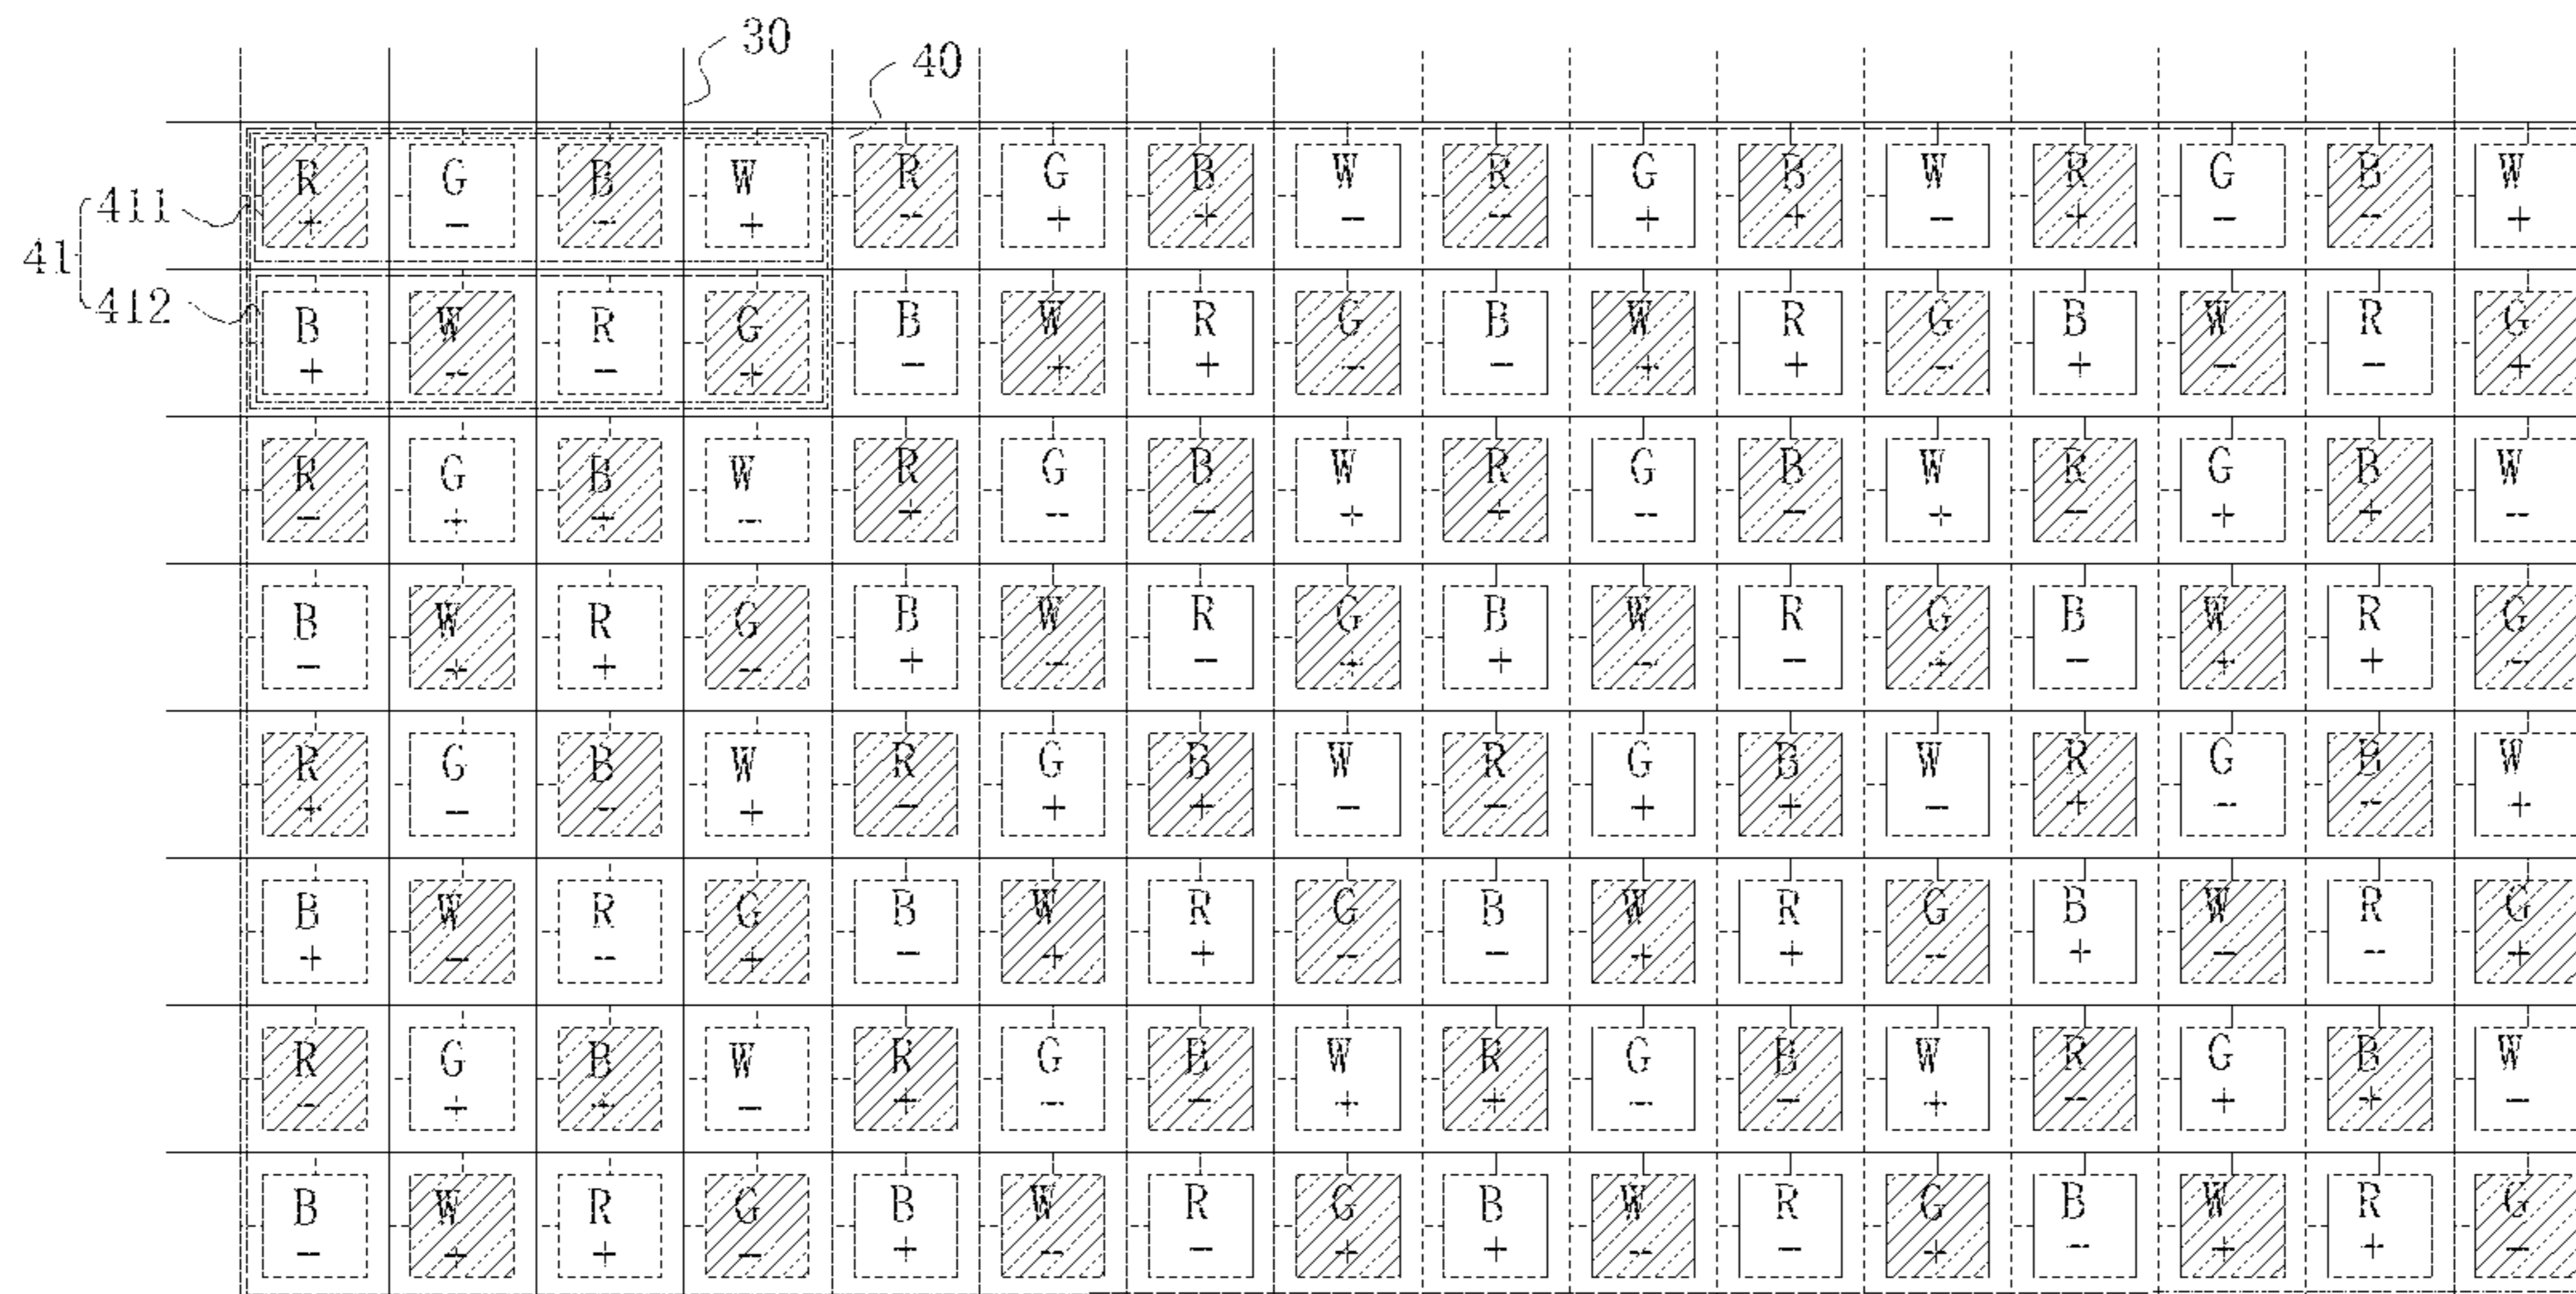 30
40
R G B W R G B W R G B W R G B W
+ − − + − + + − − + + − + − − +
411
41
412
B W R G B W R G B W R G B W R G
+ − − + − + + − − + + − + − − +
R G B W R G B W R G B W R G B W
− + + − + − − + + − − + − + + −
B W R G B W R G B W R G B W R G
− + + − + − − + + − − + − + + −
R G B W R G B W R G B W R G B W
+ − − + − + + − − + + − + − − +
B W R G B W R G B W R G B W R G
+ − − + − + + − − + + − + − − +
R G B W R G B W R G B W R G B W
− + + − + − − + + − − + − + + −
B W R G B W R G B W R G B W R G
− + + − + − − + + − − + − + + −